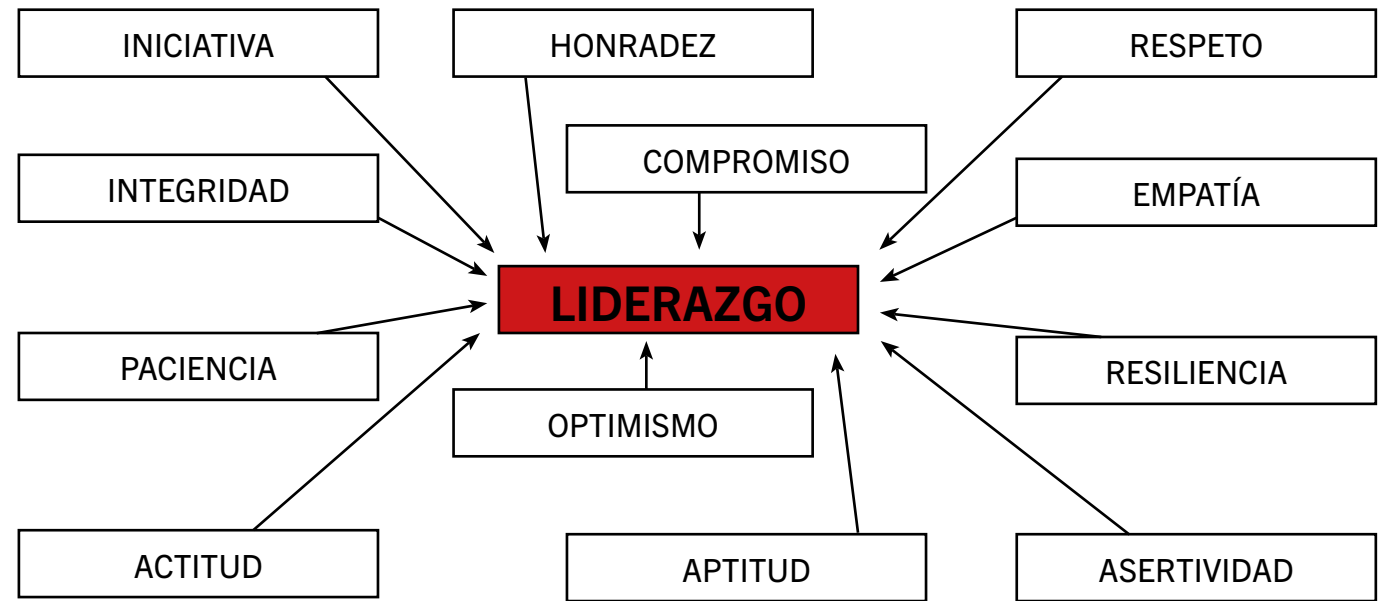 INICIATIVA
HONRADEZ
RESPETO
COMPROMISO
INTEGRIDAD
EMPATÍA
LIDERAZGO
PACIENCIA
RESILIENCIA
OPTIMISMO
ACTITUD
APTITUD
ASERTIVIDAD